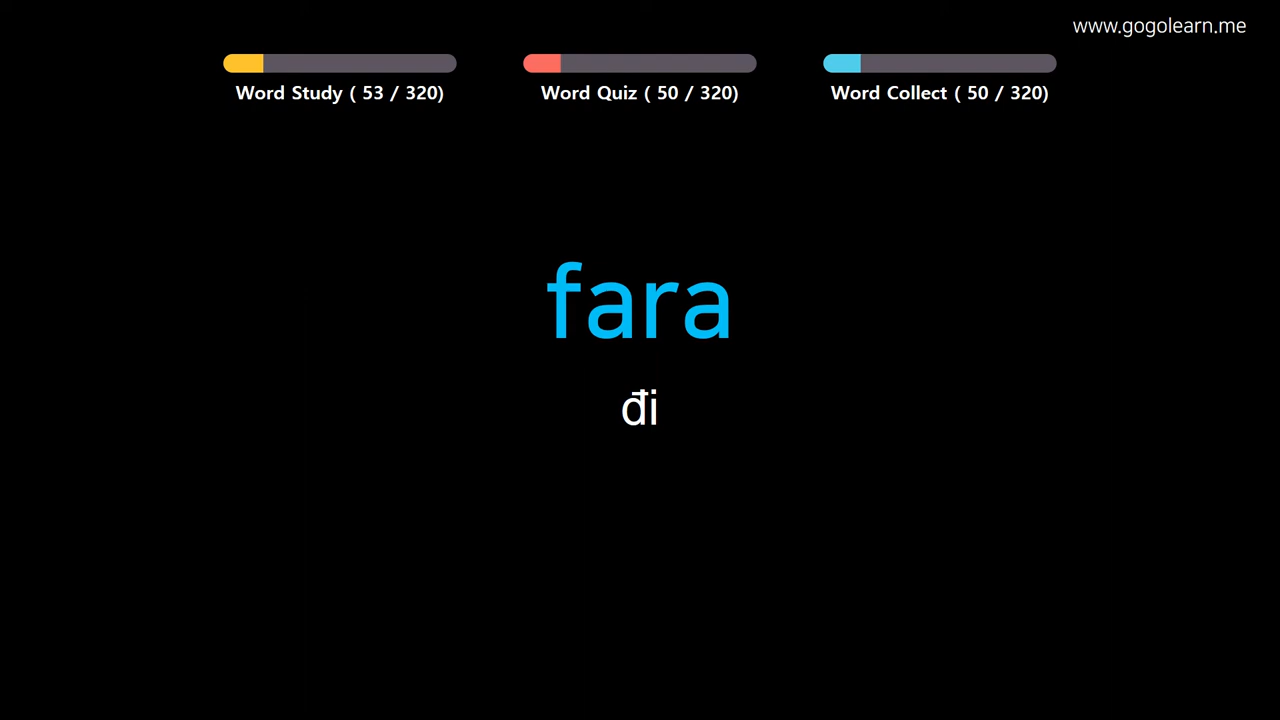 www.gogolearn.me
Word Study ( 53 / 320)
Word Quiz ( 50 / 320)
Word Collect ( 50 / 320)
fara
đi